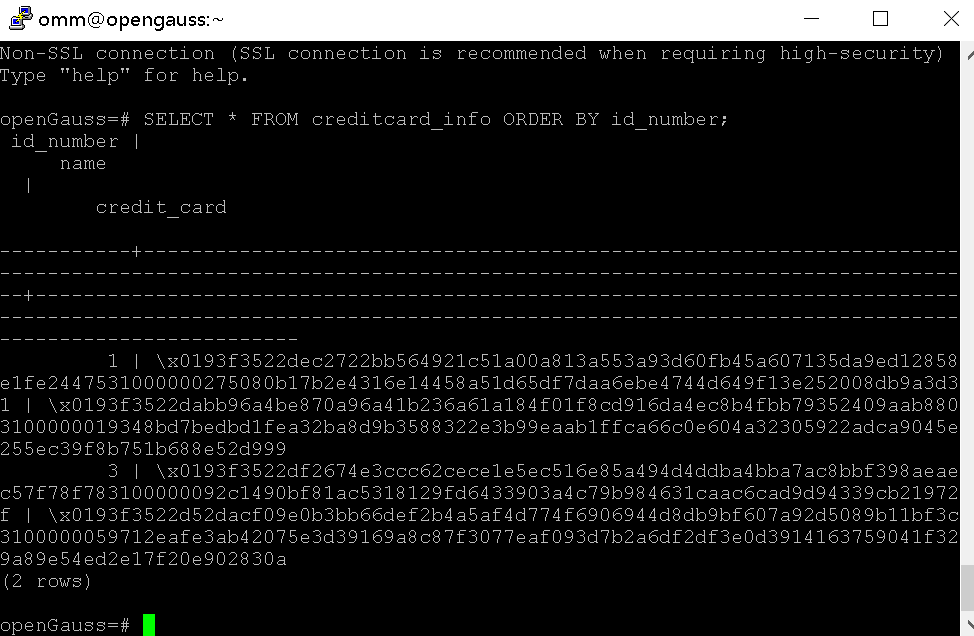 omm@opengauss:~
Non-SSL connection (SSL connection is recommended when requiring high-security)
Type "help" for help.
openGauss=# SELECT * FROM creditcard_info ORDER BY id_number;
id_number |
name
|
credit_card
-----------+--------------------------------------------------------------------
--------------------------------------------------------------------------------
--+-----------------------------------------------------------------------------
--------------------------------------------------------------------------------
-------------------------
1 | \x0193f3522dec2722bb564921c51a00a813a553a93d60fb45a607135da9ed12858
e1fe2447531000000275080b17b2e4316e14458a51d65df7daa6ebe4744d649f13e252008db9a3d3
1 | \x0193f3522dabb96a4be870a96a41b236a61a184f01f8cd916da4ec8b4fbb79352409aab880
3100000019348bd7bedbd1fea32ba8d9b3588322e3b99eaab1ffca66c0e604a32305922adca9045e
255ec39f8b751b688e52d999
3 | \x0193f3522df2674e3ccc62cece1e5ec516e85a494d4ddba4bba7ac8bbf398aeae
c57f78f783100000092c1490bf81ac5318129fd6433903a4c79b984631caac6cad9d94339cb21972
f | \x0193f3522d52dacf09e0b3bb66def2b4a5af4d774f6906944d8db9bf607a92d5089b11bf3c
3100000059712eafe3ab42075e3d39169a8c87f3077eaf093d7b2a6df2df3e0d3914163759041f32
9a89e54ed2e17f20e902830a
(2 rows)
openGauss=#